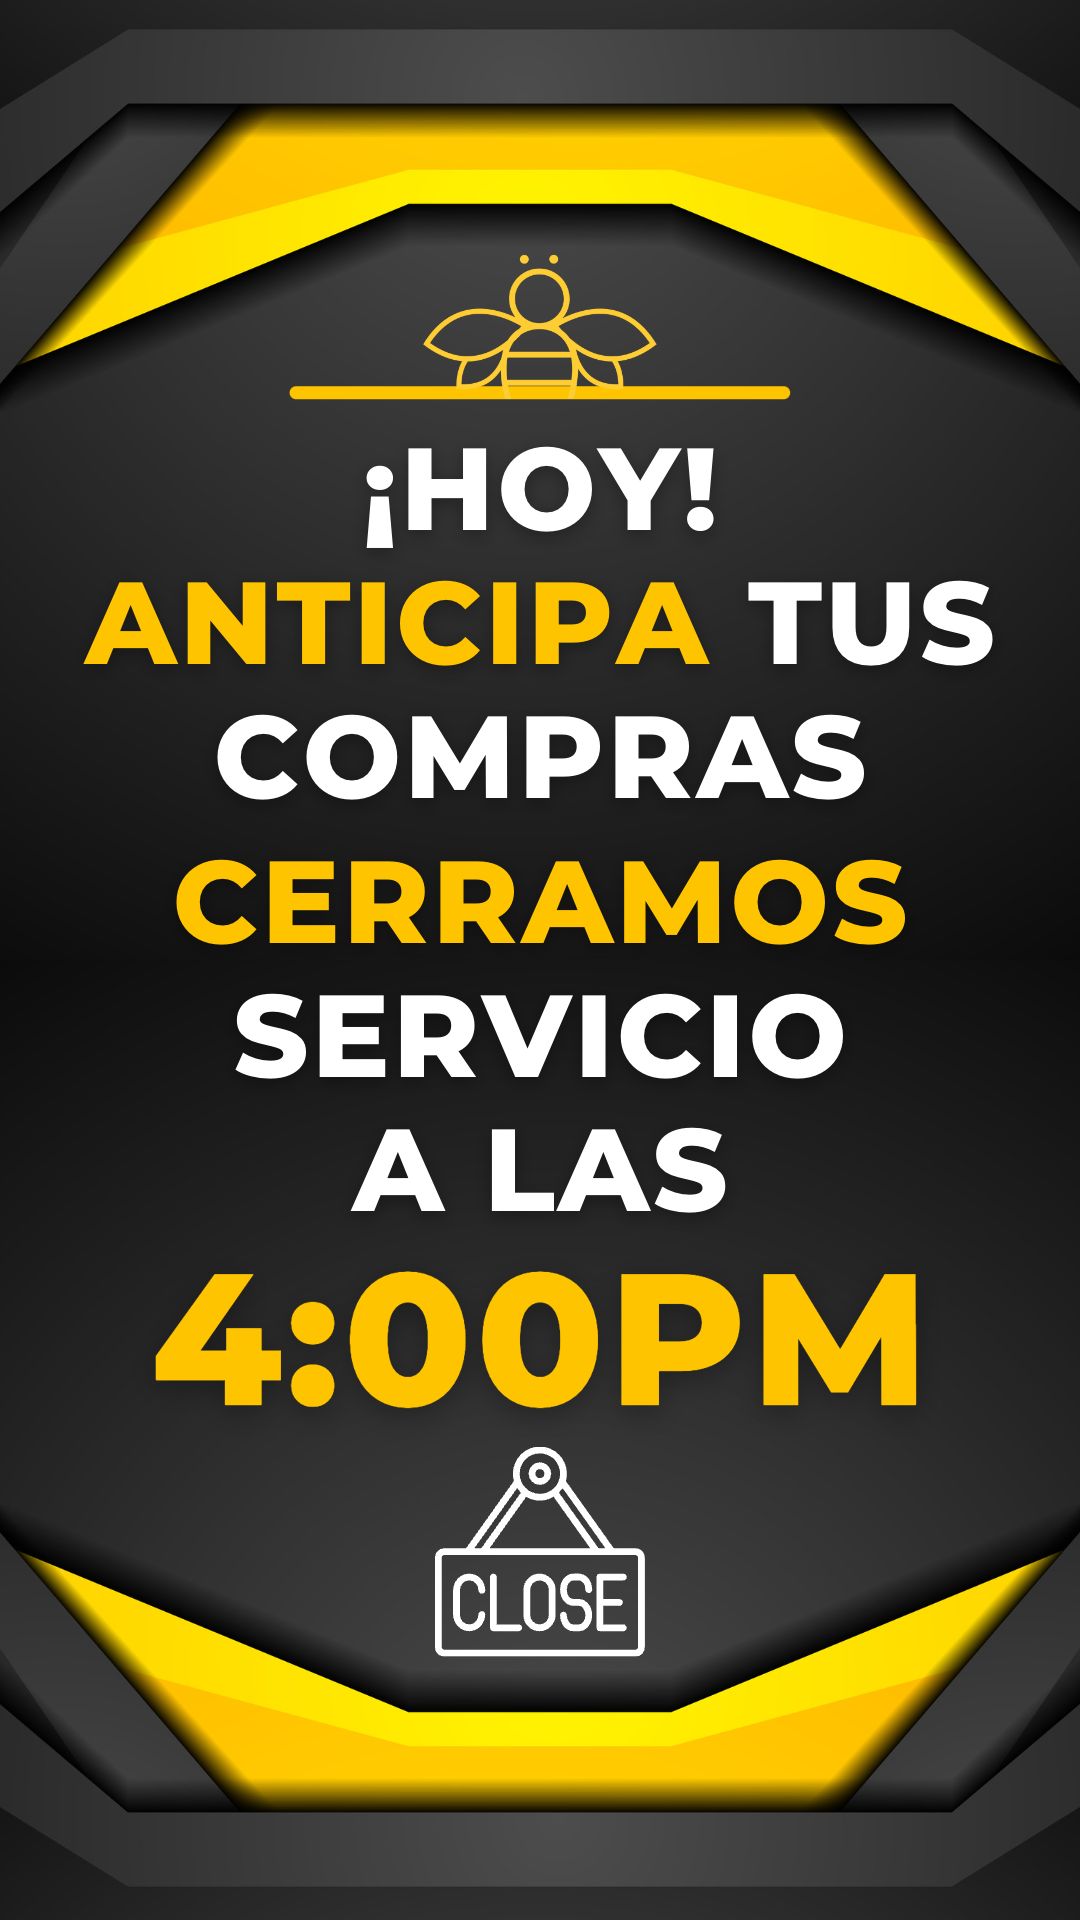 ¡HOY!
ANTICIPA TUS
COMPRAS
CERRAMOS
SERVICIO
A LAS
4:00PM
CLOSE